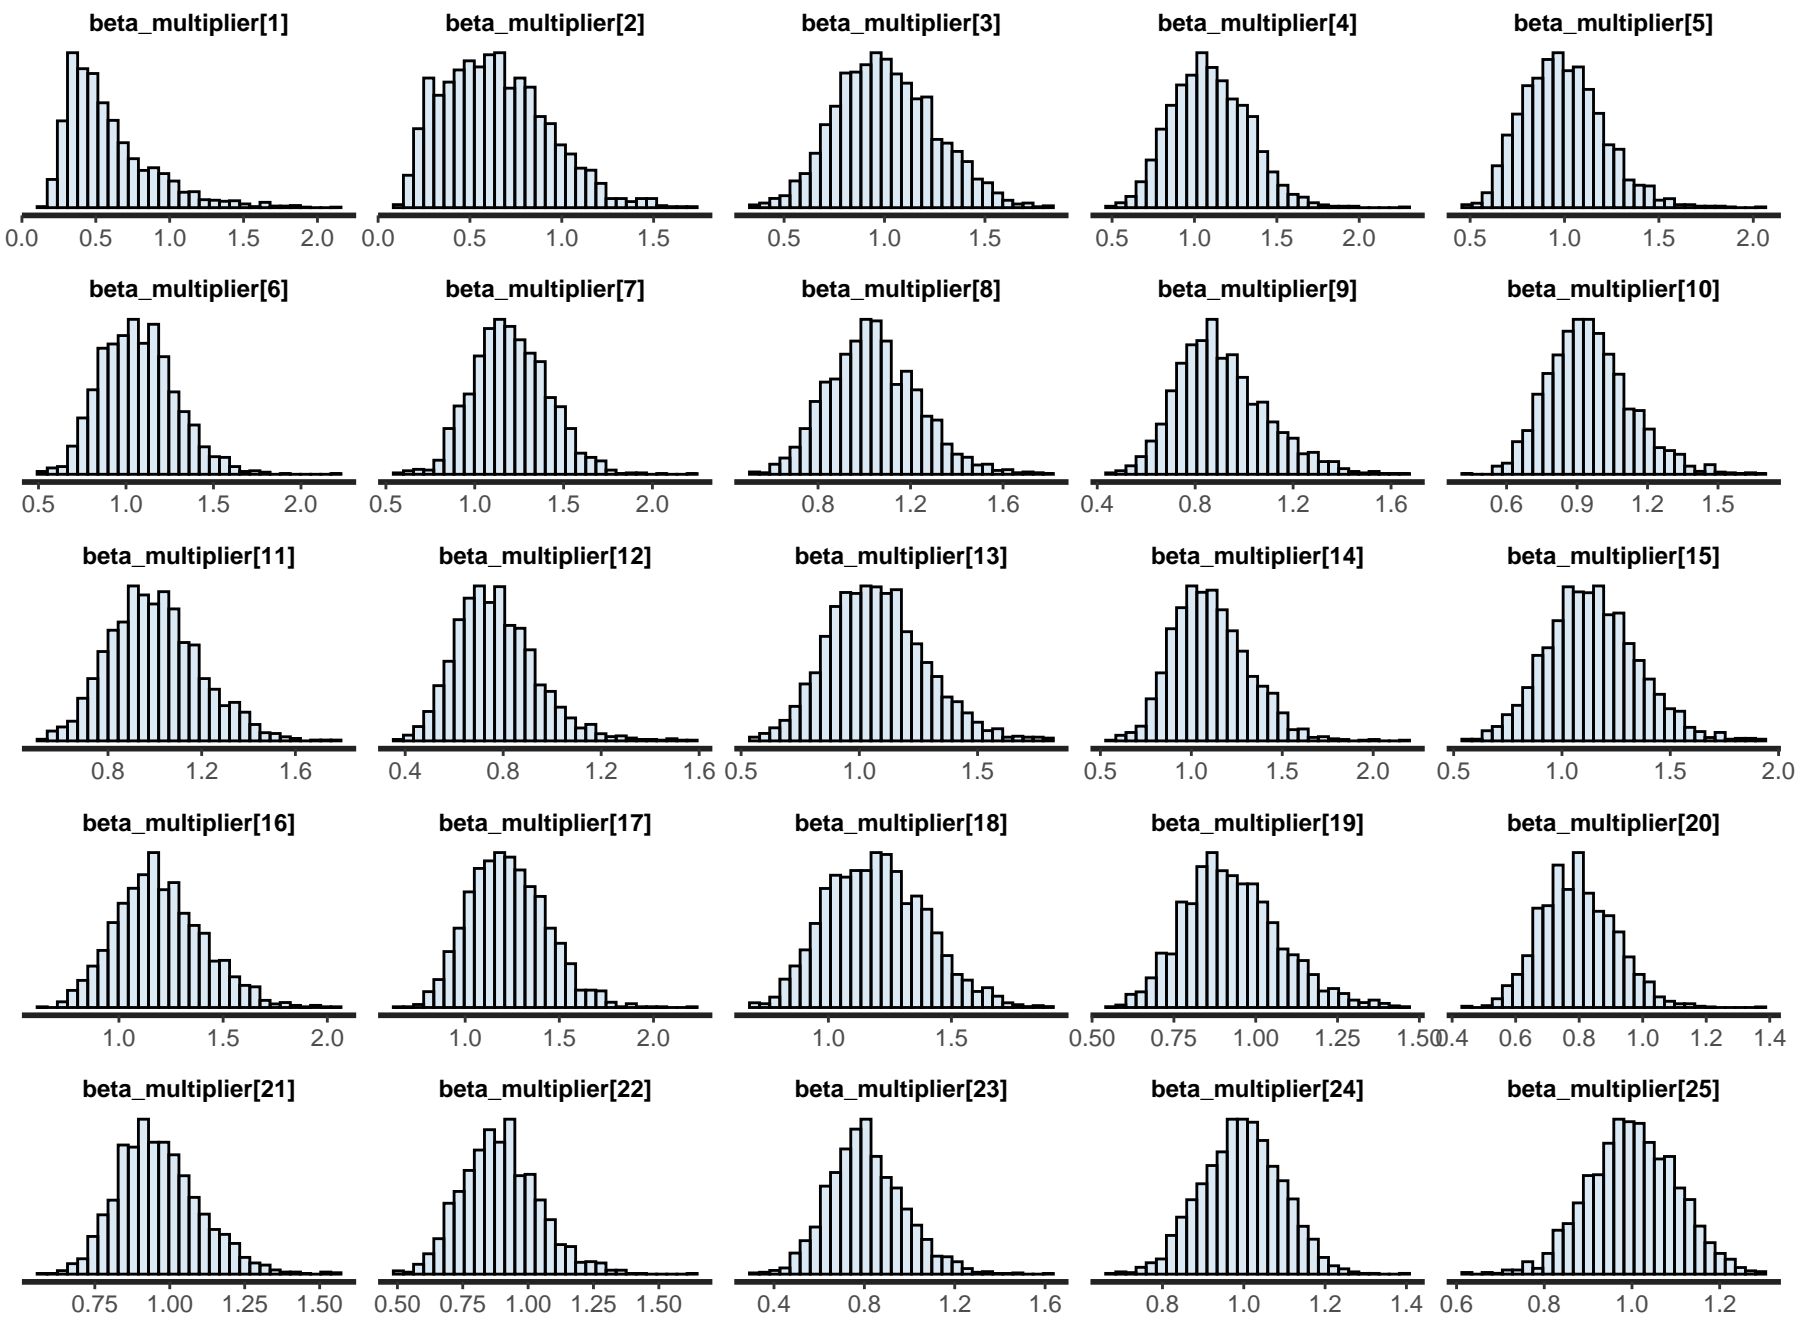 beta_multiplier[1] beta_multiplier[2] beta_multiplier[3] beta_multiplier[4] beta_multiplier[5]
0.0 0.5 1.0 1.5 2.0 0.0 0.5 1.0 1.5 0.5 1.0 1.5 0.5 1.0 1.5 2.0 0.5 1.0 1.5 2.0
beta_multiplier[6] beta_multiplier[7] beta_multiplier[8] beta_multiplier[9] beta_multiplier[10]
0.5 1.0 1.5 2.0 0.5 1.0 1.5 2.0 0.8 1.2 1.6 0.4 0.8 1.2 1.6 0.6 0.9 1.2 1.5
beta_multiplier[11] beta_multiplier[12] beta_multiplier[13] beta_multiplier[14] beta_multiplier[15]
0.8 1.2 1.6 0.4 0.8 1.2 1.6 0.5 1.0 1.5 0.5 1.0 1.5 2.0 0.5 1.0 1.5 2.0
beta_multiplier[16] beta_multiplier[17] beta_multiplier[18] beta_multiplier[19] beta_multiplier[20]
1.0 1.5 2.0 1.0 1.5 2.0 1.0 1.5 0.50 0.75 1.00 1.25 1.50 0.4 0.6 0.8 1.0 1.2 1.4
beta_multiplier[21] beta_multiplier[22] beta_multiplier[23] beta_multiplier[24] beta_multiplier[25]
0.75 1.00 1.25 1.50 0.50 0.75 1.00 1.25 1.50 0.4 0.8 1.2 1.6 0.8 1.0 1.2 1.4 0.6 0.8 1.0 1.2